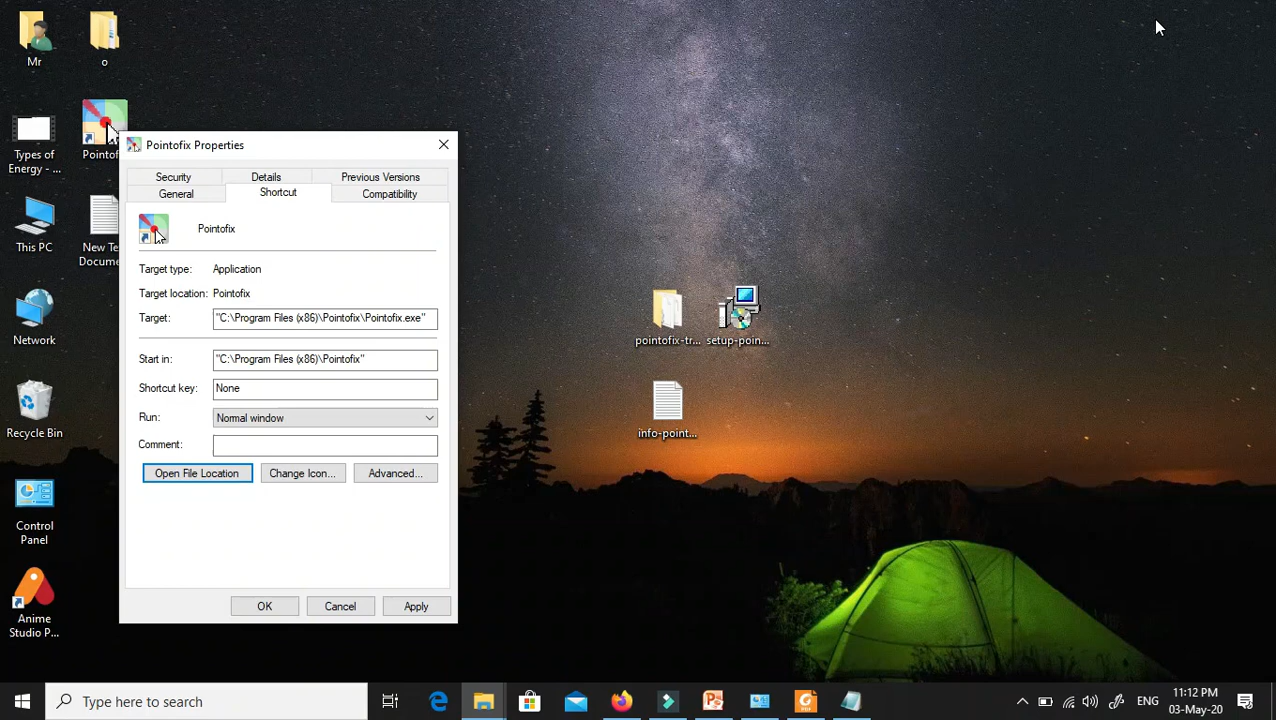 Mr
o
Types of
Energy - ...
Pointof
This PC
New Te
Docume
Network
Recycle Bin
Control
Panel
Anime
Studio P...
Pointofix Properties
Security
Details
Previous Versions
General
Shortcut
Compatibility
Pointofix
Target type:
Application
Target location:
Pointofix
Target:
"C:\Program Files (x86)\Pointofix\Pointofix.exe"
Start in:
"C:\Program Files (x86)\Pointofix"
Shortcut key:
None
Run:
Normal window
Comment:
Open File Location
Change Icon...
Advanced...
OK
Cancel
Apply
pointofix-tr...
setup-poin...
info-point...
Type here to search
PDF
ENG
11:12 PM
03-May-20